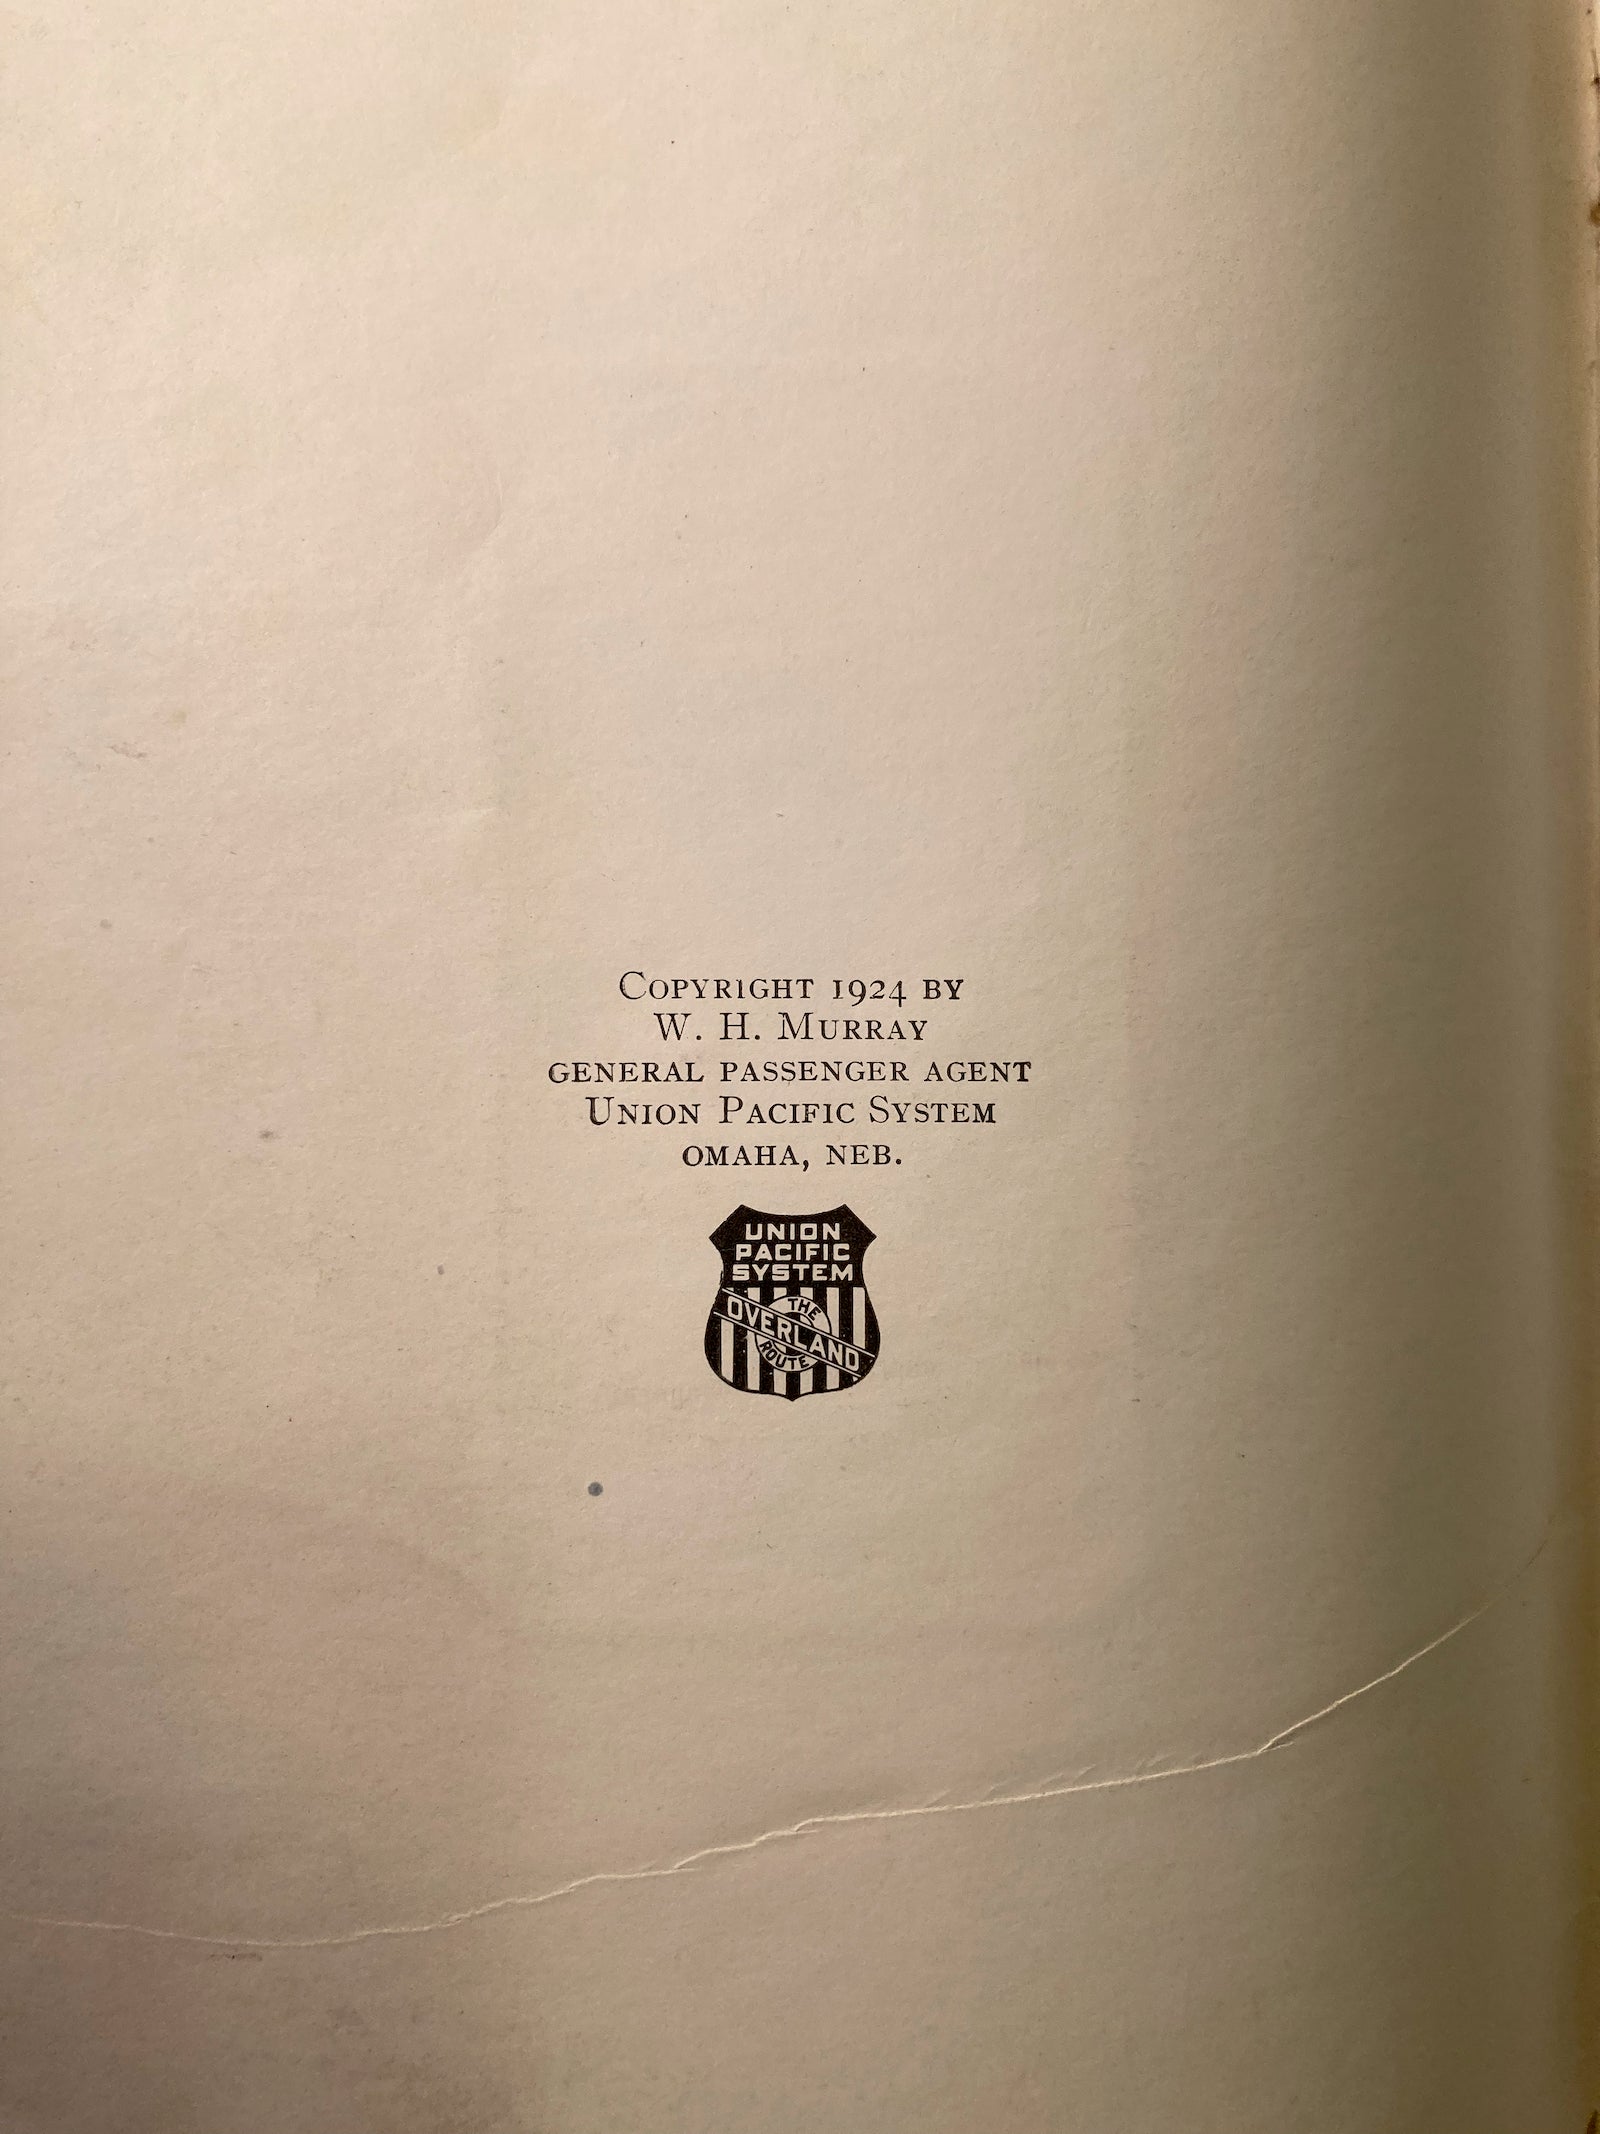 Copyright 1924 by
W. H. Murray
general passenger agent
Union Pacific System
omaha, neb.
UNION
PACIFIC
SYSTEM
THE
OVERLAND
ROUTE